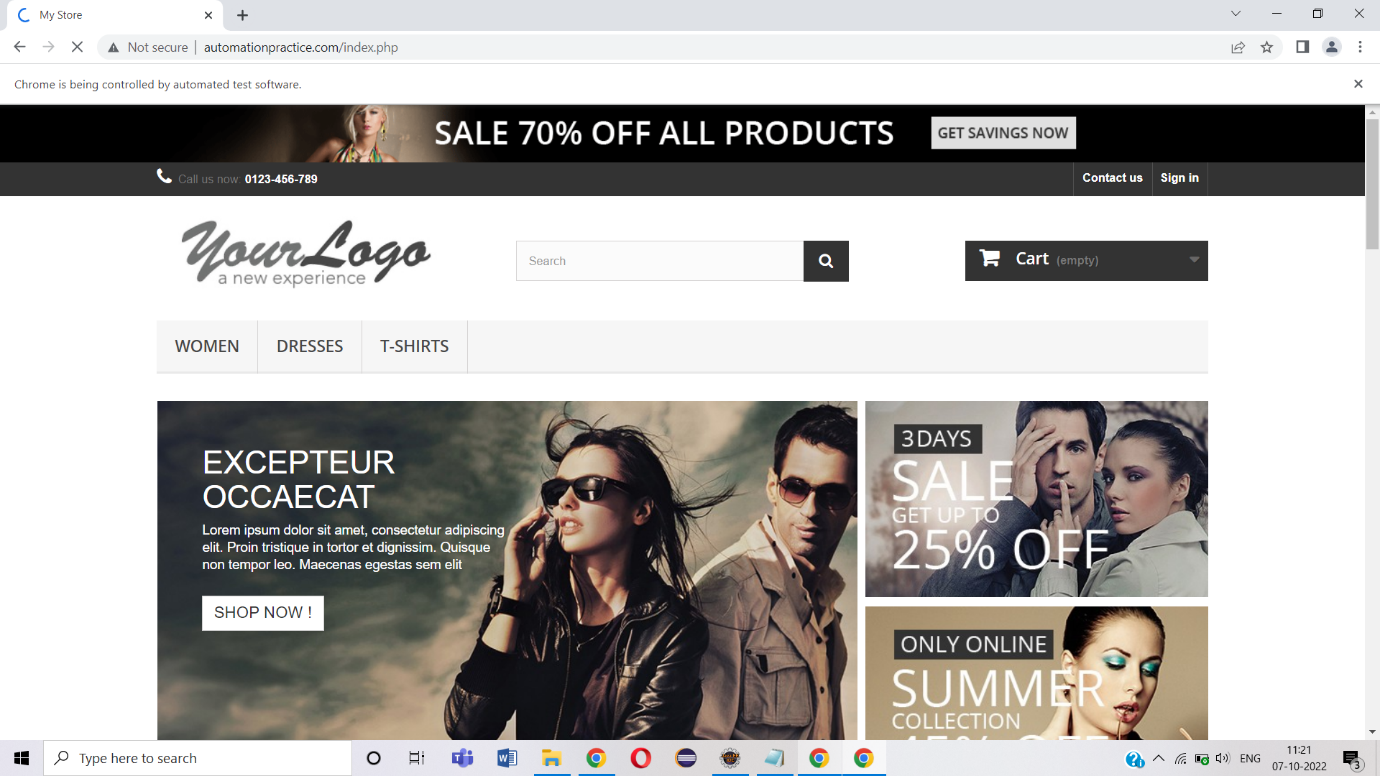 My Store
Not secure
automationpractice.com/index.php
Chrome is being controlled by automated test software.
SALE 70% OFF ALL PRODUCTS
GET SAVINGS NOW
Call us now: 0123-456-789
Contact us
Sign in
YourLogo
a new experience
Search
Cart (empty)
WOMEN
DRESSES
T-SHIRTS
EXCEPTEUR
OCCAECAT
Lorem ipsum dolor sit amet, consectetur adipiscing
elit. Proin tristique in tortor et dignissim. Quisque
non tempor leo. Maecenas egestas sem elit
SHOP NOW !
3 DAYS
SALE
GET UP TO
25% OFF
ONLY ONLINE
SUMMER
COLLECTION
Type here to search
ENG
11:21
07-10-2022
3